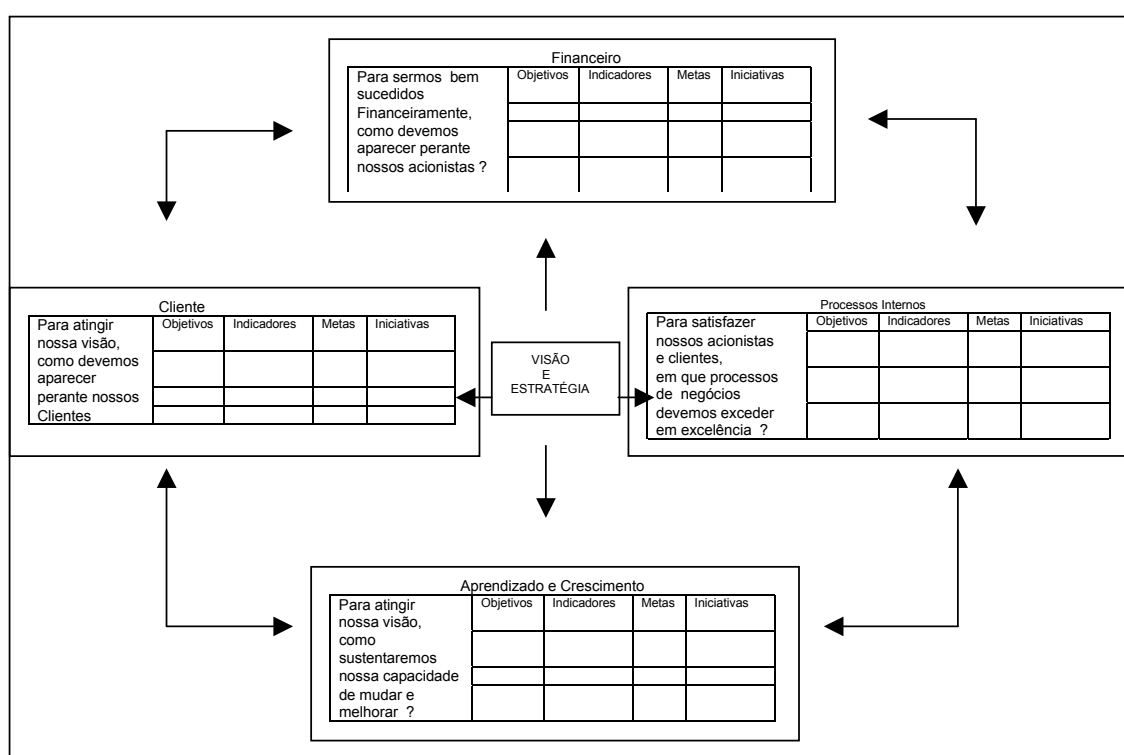 Financeiro
Para sermos bem
sucedidos
Financeiramente,
como devemos
aparecer perante
nossos acionistas ?
Objetivos Indicadores Metas Iniciativas
Cliente
Para atingir
nossa visão,
como devemos
aparecer
perante nossos
Clientes
Objetivos Indicadores Metas Iniciativas
VISÃO
E
ESTRATÉGIA
Processos Internos
Para satisfazer
nossos acionistas
e clientes,
em que processos
de negócios
devemos exceder
em excelência ?
Objetivos Indicadores Metas Iniciativas
Aprendizado e Crescimento
Para atingir
nossa visão,
como
sustentaremos
nossa capacidade
de mudar e
melhorar ?
Objetivos Indicadores Metas Iniciativas